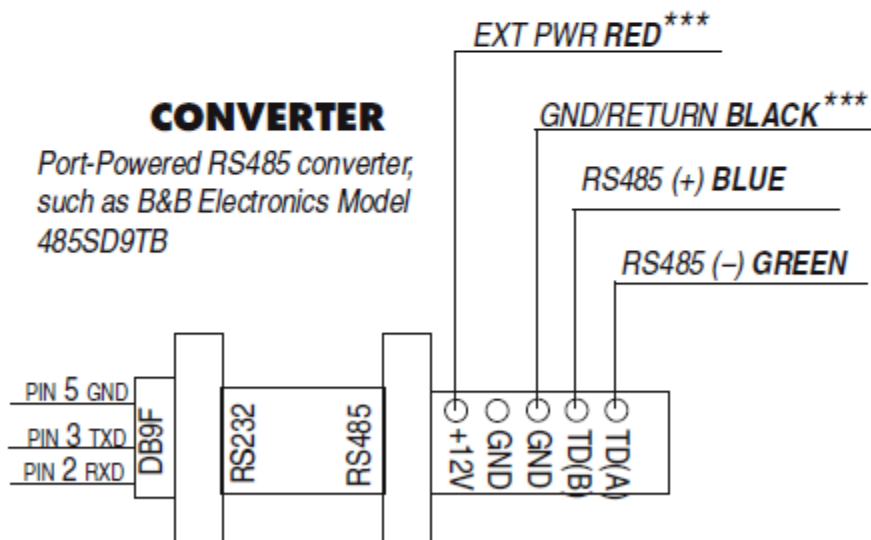 EXT PWR RED***
CONVERTER
GND/RETURN BLACK***
Port-Powered RS485 converter,
such as B&B Electronics Model
485SD9TB
RS485 (+) BLUE
RS485 (–) GREEN
PIN 5 GND
PIN 3 TXD
PIN 2 RXD
DB9F
RS232
RS485
+12V
GND
GND
TD(B)
TD(A)